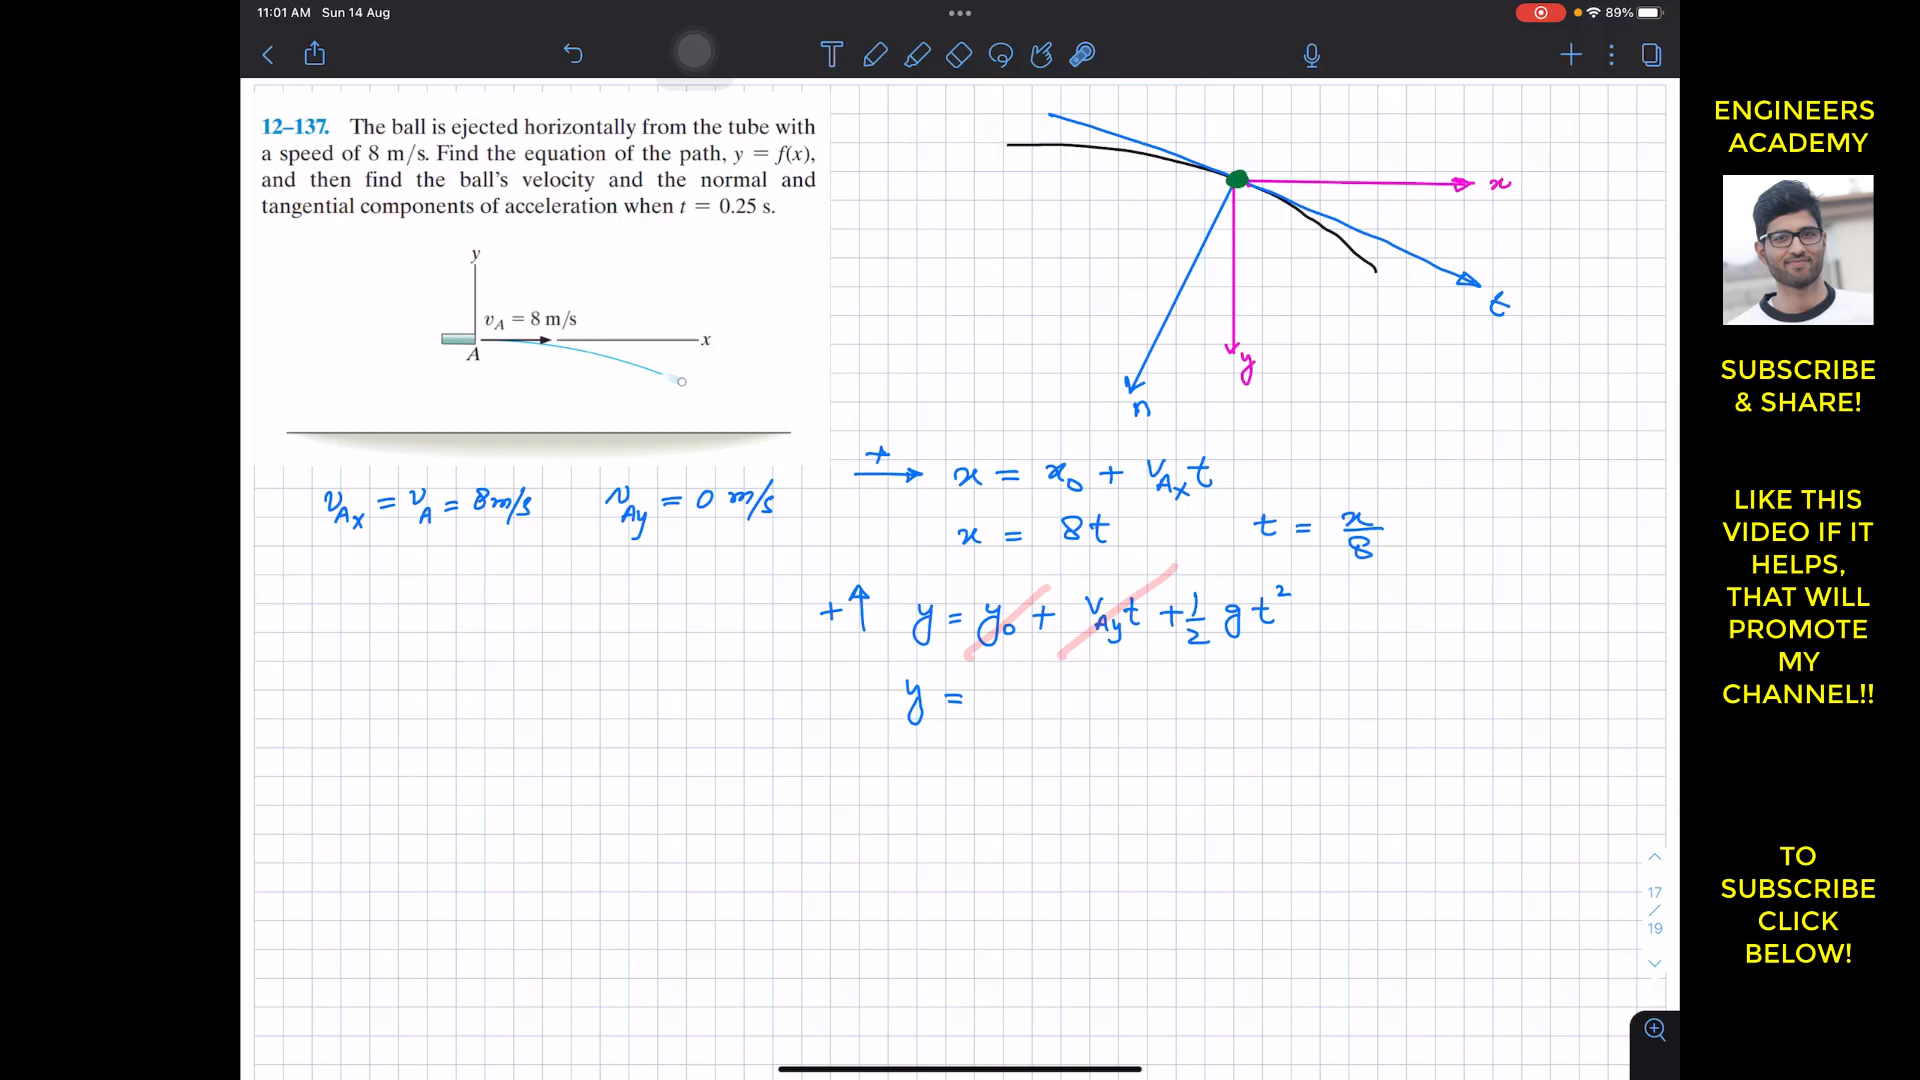 11:01 AM Sun 14 Aug
89%
12–137. The ball is ejected horizontally from the tube with
a speed of 8 m/s. Find the equation of the path, y = f(x),
and then find the ball's velocity and the normal and
tangential components of acceleration when t = 0.25 s.
y
v_A = 8 m/s
x
A
x
t
y
n
v_Ax = v_A = 8 m/s v_Ay = 0 m/s
+ x = x_0 + v_Ax t
x = 8t t = x/8
+ y = y_0 + v_Ay t + 1/2 g t^2
y =
17
/
19
ENGINEERS
ACADEMY
SUBSCRIBE
& SHARE!
LIKE THIS
VIDEO IF IT
HELPS,
THAT WILL
PROMOTE
MY
CHANNEL!!
TO
SUBSCRIBE
CLICK
BELOW!